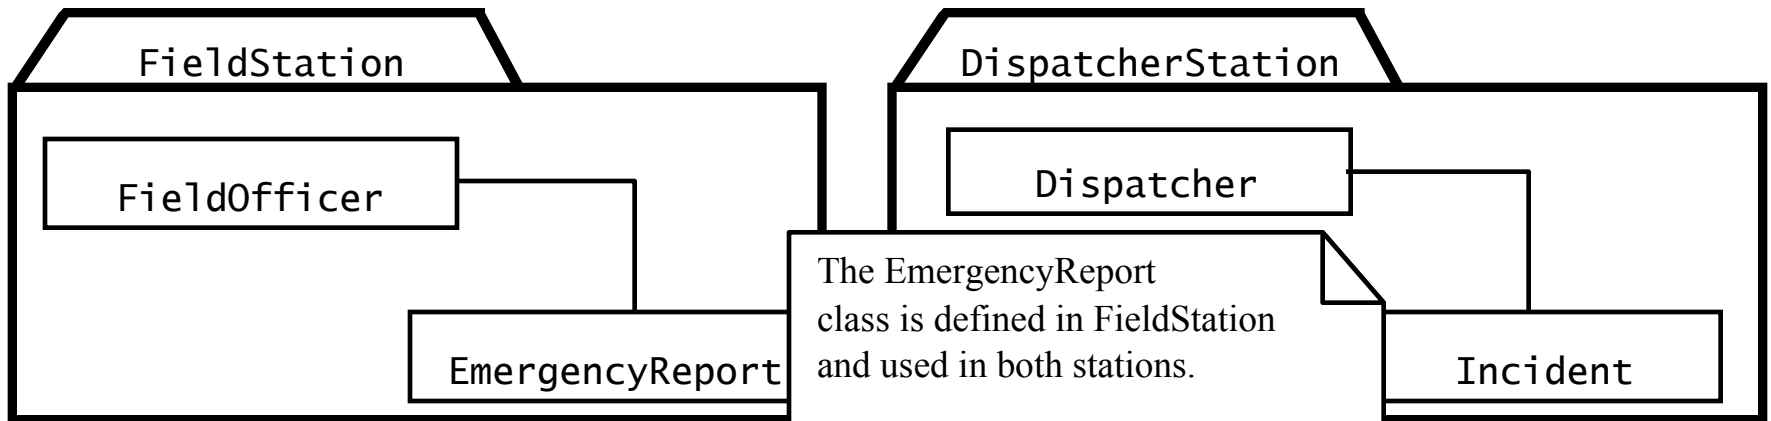 FieldStation
DispatcherStation
FieldOfficer
Dispatcher
The EmergencyReport
class is defined in FieldStation
and used in both stations.
EmergencyReport
Incident